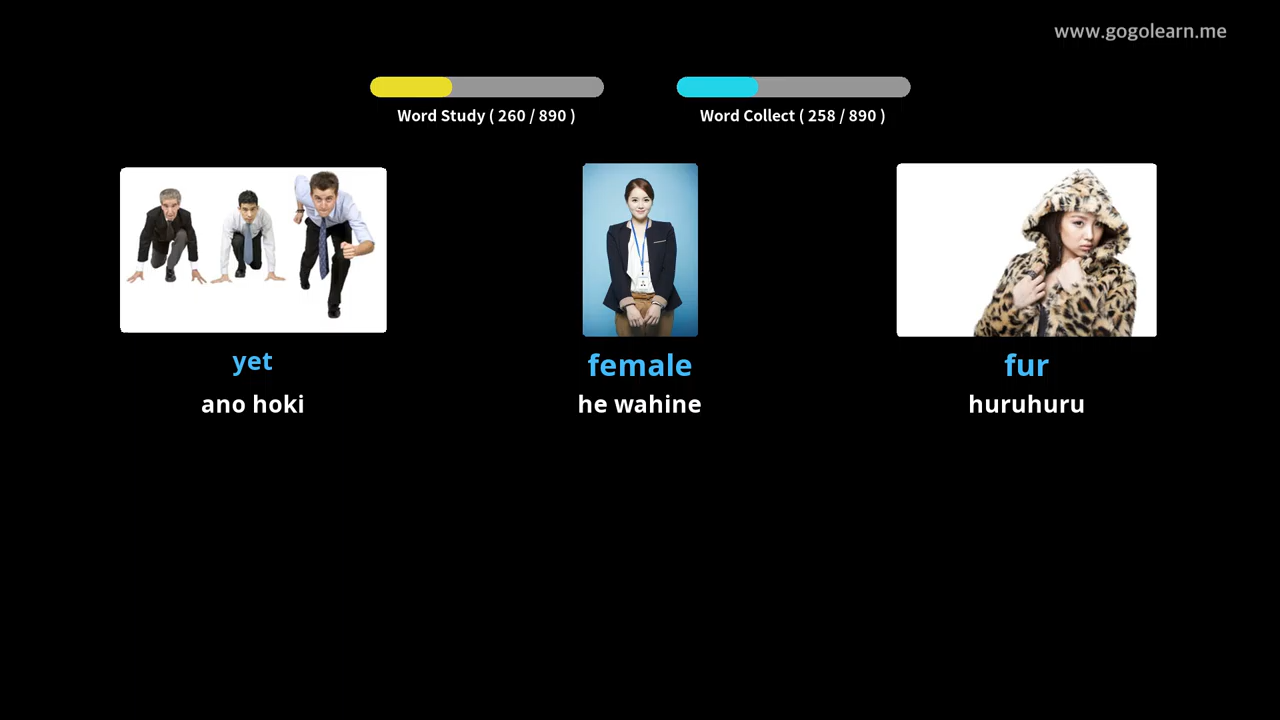 www.gogolearn.me
Word Study ( 260 / 890 )
Word Collect ( 258 / 890 )
yet
female
fur
ano hoki
he wahine
huruhuru